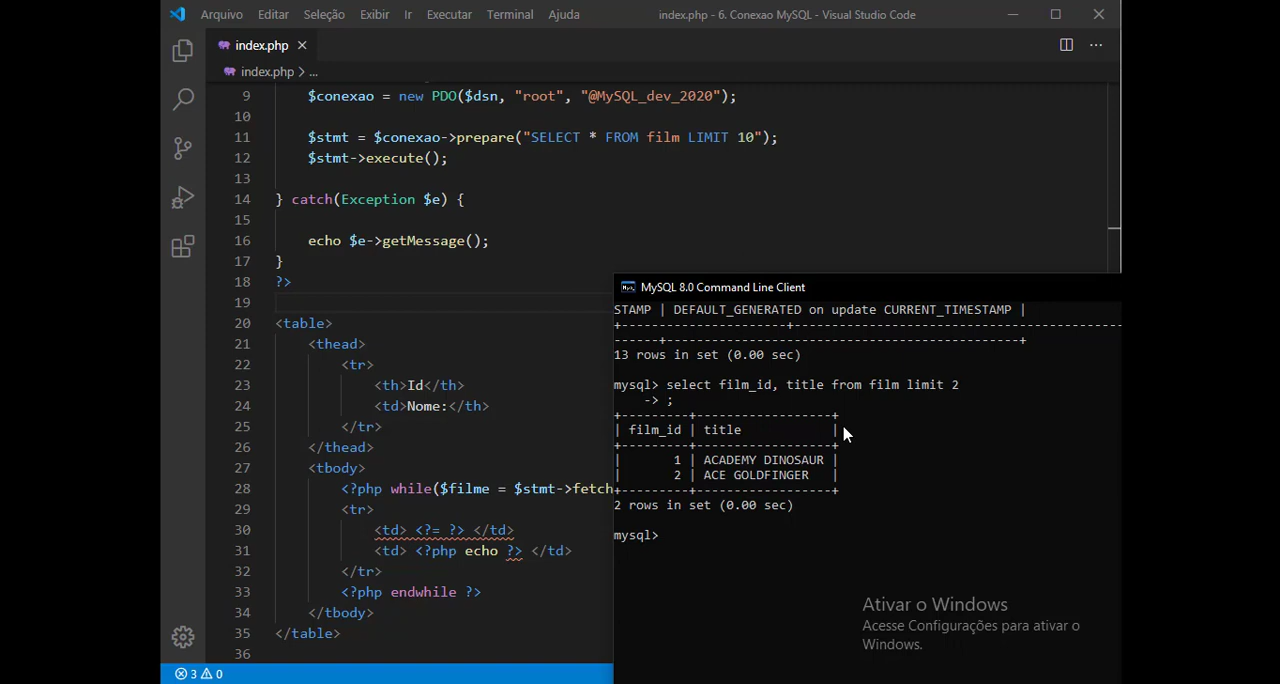 Arquivo Editar Seleção Exibir Ir Executar Terminal Ajuda index.php - 6. Conexao MySQL - Visual Studio Code
index.php
index.php > ...
9 $conexao = new PDO($dsn, "root", "@MySQL_dev_2020");
10
11 $stmt = $conexao->prepare("SELECT * FROM film LIMIT 10");
12 $stmt->execute();
13
14 } catch(Exception $e) {
15
16 echo $e->getMessage();
17 }
18 ?>
19
20 <table>
21 <thead>
22 <tr>
23 <th>Id</th>
24 <td>Nome:</th>
25 </tr>
26 </thead>
27 <tbody>
28 <?php while($filme = $stmt->fetch
29 <tr>
30 <td> <?= ?> </td>
31 <td> <?php echo ?> </td>
32 </tr>
33 <?php endwhile ?>
34 </tbody>
35 </table>
36
3 0
MySQL 8.0 Command Line Client
STAMP | DEFAULT_GENERATED on update CURRENT_TIMESTAMP |
+----------------------+--------------------------------------------
------+------------------------------------------------+
13 rows in set (0.00 sec)
mysql> select film_id, title from film limit 2
-> ;
+---------+------------------+
| film_id | title |
+---------+------------------+
| 1 | ACADEMY DINOSAUR |
| 2 | ACE GOLDFINGER |
+---------+------------------+
2 rows in set (0.00 sec)
mysql>
Ativar o Windows
Acesse Configurações para ativar o
Windows.